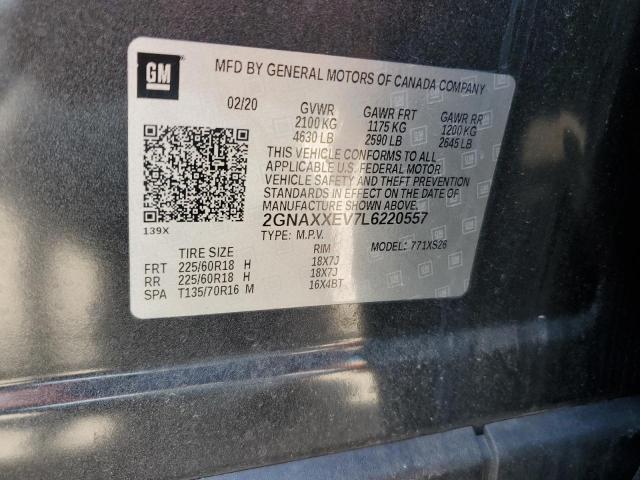 GM
MFD BY GENERAL MOTORS OF CANADA COMPANY
02/20 GVWR GAWR FRT GAWR RR
2100 KG 1175 KG 1200 KG
4630 LB 2590 LB 2645 LB
THIS VEHICLE CONFORMS TO ALL
APPLICABLE U.S. FEDERAL MOTOR
VEHICLE SAFETY AND THEFT
PREVENTION STANDARDS IN
EFFECT ON THE DATE OF
MANUFACTURE SHOWN ABOVE.
139X
2GNAXXEV7L6220557
TYPE: M.P.V. MODEL: 771XS26
TIRE SIZE RIM
FRT 225/60R18 H 18X7J
RR 225/60R18 H 18X7J
SPA T135/70R16 M 16X4BT